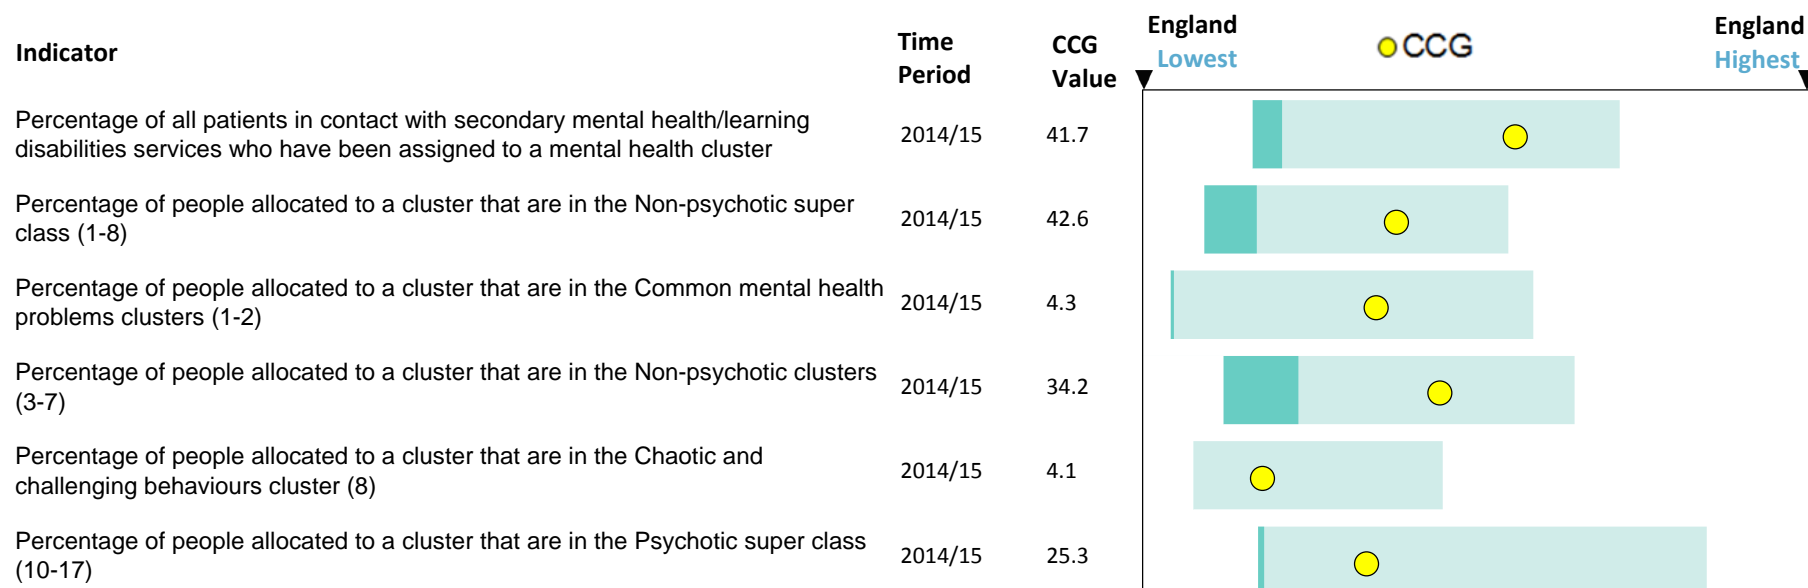 Indicator
Time
Period
CCG
Value
England
Lowest
CCG
England
Highest
Percentage of all patients in contact with secondary mental health/learning
disabilities services who have been assigned to a mental health cluster
2014/15
41.7
Percentage of people allocated to a cluster that are in the Non-psychotic super
class (1-8)
2014/15
42.6
Percentage of people allocated to a cluster that are in the Common mental health
problems clusters (1-2)
2014/15
4.3
Percentage of people allocated to a cluster that are in the Non-psychotic clusters
(3-7)
2014/15
34.2
Percentage of people allocated to a cluster that are in the Chaotic and
challenging behaviours cluster (8)
2014/15
4.1
Percentage of people allocated to a cluster that are in the Psychotic super class
(10-17)
2014/15
25.3